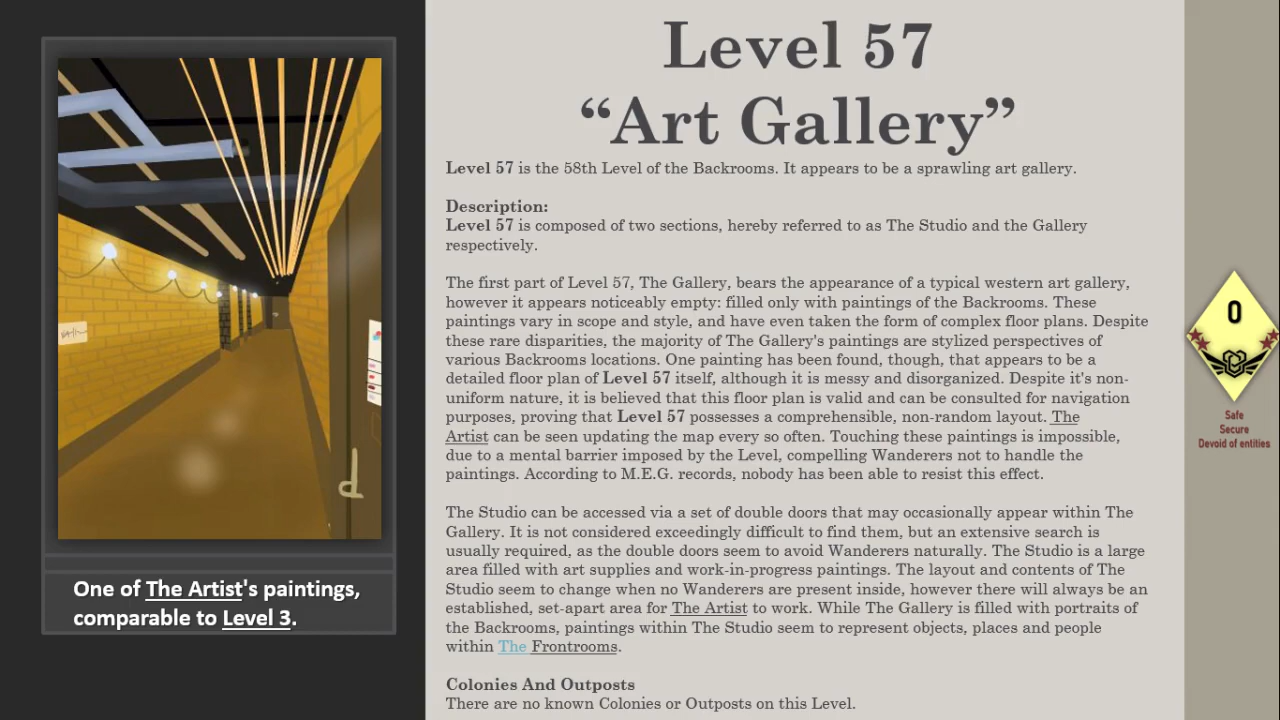 Level 57
“Art Gallery”
Level 57 is the 58th Level of the Backrooms. It appears to be a sprawling art gallery.
Description:
Level 57 is composed of two sections, hereby referred to as The Studio and the Gallery
respectively.
The first part of Level 57, The Gallery, bears the appearance of a typical western art gallery,
however it appears noticeably empty: filled only with paintings of the Backrooms. These
paintings vary in scope and style, and have even taken the form of complex floor plans. Despite
these rare disparities, the majority of The Gallery's paintings are stylized perspectives of
various Backrooms locations. One painting has been found, though, that appears to be a
detailed floor plan of Level 57 itself, although it is messy and disorganized. Despite it's non-
uniform nature, it is believed that this floor plan is valid and can be consulted for navigation
purposes, proving that Level 57 possesses a comprehensible, non-random layout. The
Artist can be seen updating the map every so often. Touching these paintings is impossible,
due to a mental barrier imposed by the Level, compelling Wanderers not to handle the
paintings. According to M.E.G. records, nobody has been able to resist this effect.
The Studio can be accessed via a set of double doors that may occasionally appear within The
Gallery. It is not considered exceedingly difficult to find them, but an extensive search is
usually required, as the double doors seem to avoid Wanderers naturally. The Studio is a large
area filled with art supplies and work-in-progress paintings. The layout and contents of The
Studio seem to change when no Wanderers are present inside, however there will always be an
established, set-apart area for The Artist to work. While The Gallery is filled with portraits of
the Backrooms, paintings within The Studio seem to represent objects, places and people
within The Frontrooms.
Colonies And Outposts
There are no known Colonies or Outposts on this Level.
d
One of The Artist's paintings,
comparable to Level 3.
0
Safe
Secure
Devoid of entities